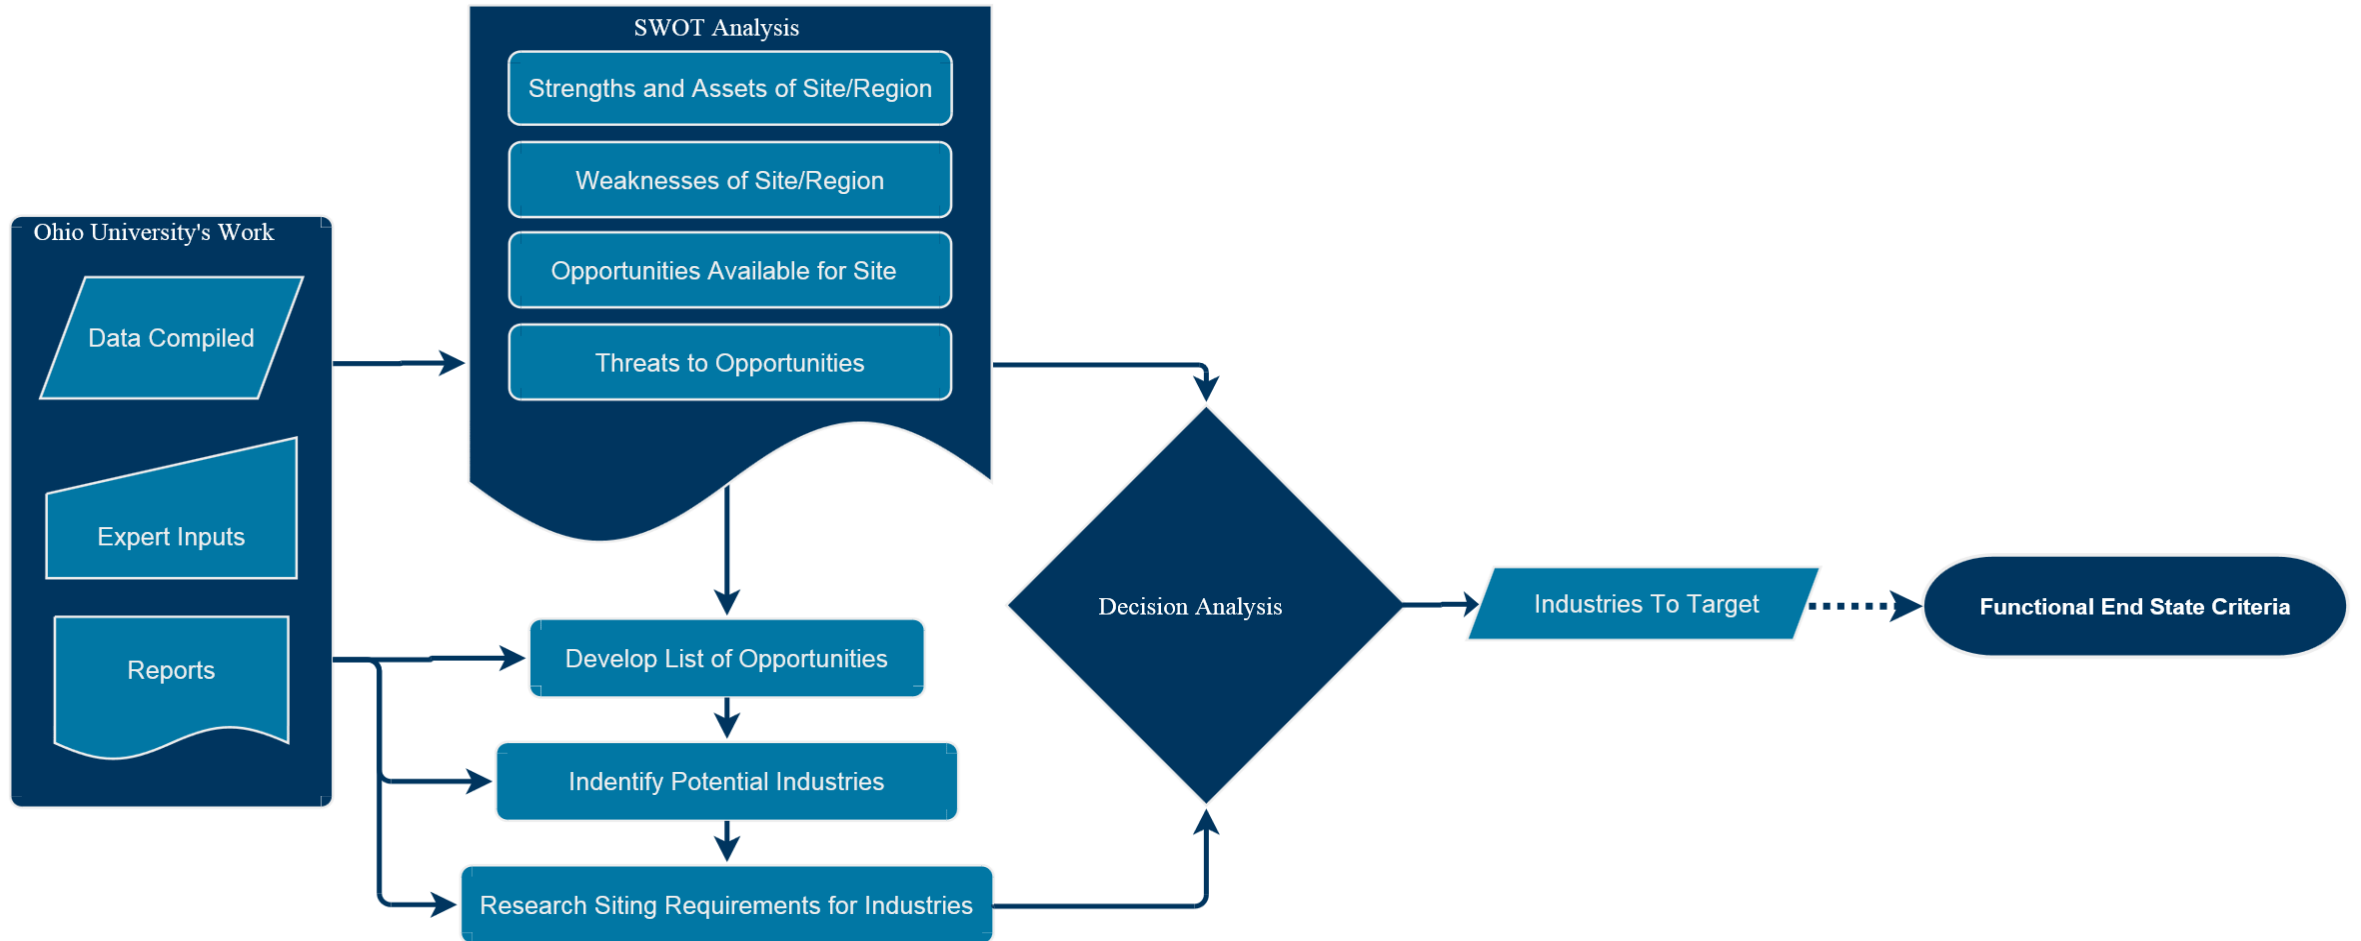 Ohio University's Work
Data Compiled
Expert Inputs
Reports
SWOT Analysis
Strengths and Assets of Site/Region
Weaknesses of Site/Region
Opportunities Available for Site
Threats to Opportunities
Develop List of Opportunities
Indentify Potential Industries
Research Siting Requirements for Industries
Decision Analysis
Industries To Target
Functional End State Criteria